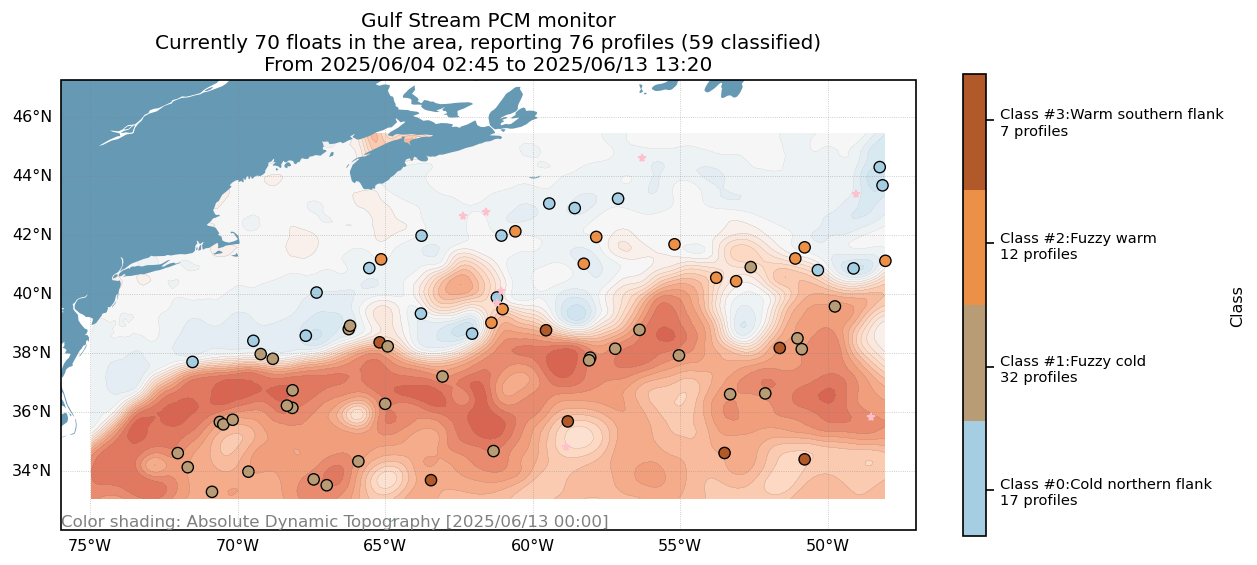 Gulf Stream PCM monitor
Currently 70 floats in the area, reporting 76 profiles (59 classified)
From 2025/06/04 02:45 to 2025/06/13 13:20
46°N
44°N
42°N
40°N
38°N
36°N
34°N
Color shading: Absolute Dynamic Topography [2025/06/13 00:00]
75°W
70°W
65°W
60°W
55°W
50°W
Class #3:Warm southern flank
7 profiles
Class #2:Fuzzy warm
12 profiles
Class #1:Fuzzy cold
32 profiles
Class #0:Cold northern flank
17 profiles
Class